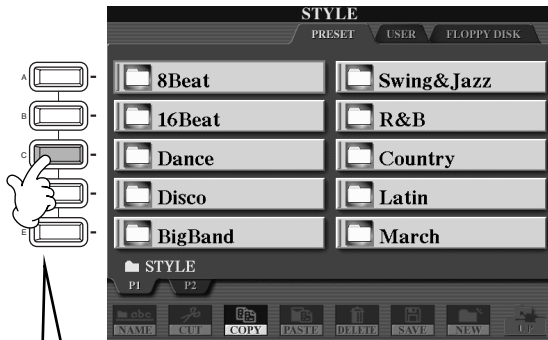 STYLE
PRESET USER FLOPPY DISK
A 8Beat Swing&Jazz
B 16Beat R&B
C Dance Country
Disco Latin
E BigBand March
STYLE
P1 P2
abc
NAME CUT COPY PASTE DELETE SAVE NEW UP